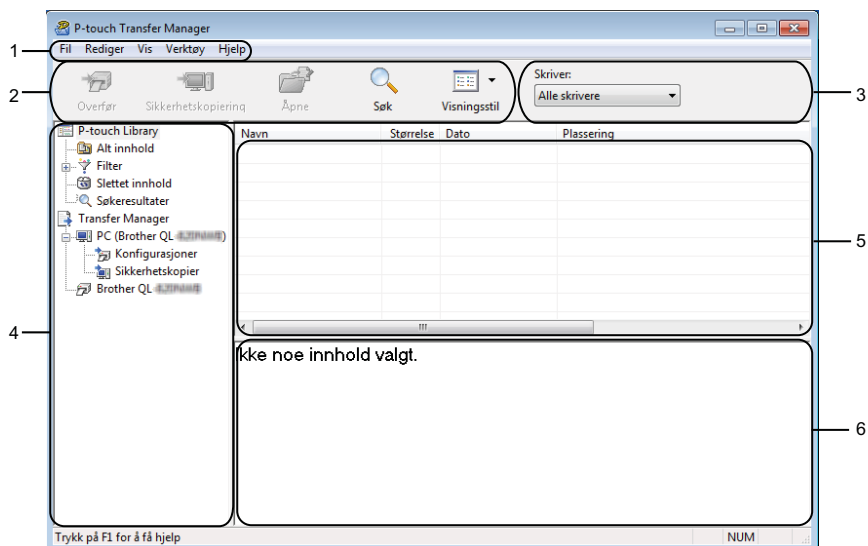 P-touch Transfer Manager
1
Fil Rediger Vis Verktøy Hjelp
2
Overfør Sikkerhetskopiering Åpne Søk Visningsstil
Skriver:
Alle skrivere
3
P-touch Library
Alt innhold
Filter
Slettet innhold
Søkeresultater
Transfer Manager
PC (Brother QL )
Konfigurasjoner
Sikkerhetskopier
Brother QL
4
Navn Størrelse Dato Plassering
5
Ikke noe innhold valgt.
6
Trykk på F1 for å få hjelp
NUM